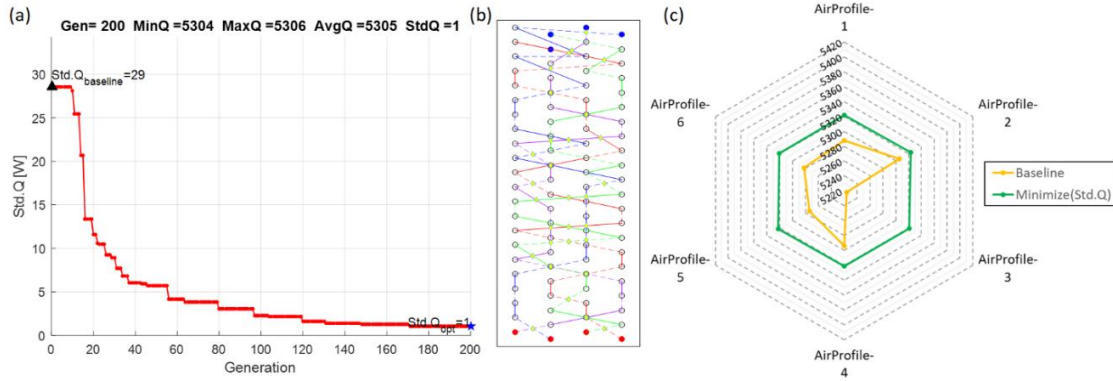 (a)
Gen= 200 MinQ =5304 MaxQ =5306 AvgQ =5305 StdQ =1
Std.Q baseline =29
30
25
20
15
10
5
0
Std.Q [W]
Std.Q opt =1
0 20 40 60 80 100 120 140 160 180 200
Generation
(b)
(c)
AirProfile-
1
5420
5400
5380
5360
5340
5320
5300
5280
5260
5240
5220
AirProfile-
2
AirProfile-
3
AirProfile-
4
AirProfile-
5
AirProfile-
6
Baseline
Minimize(Std.Q)